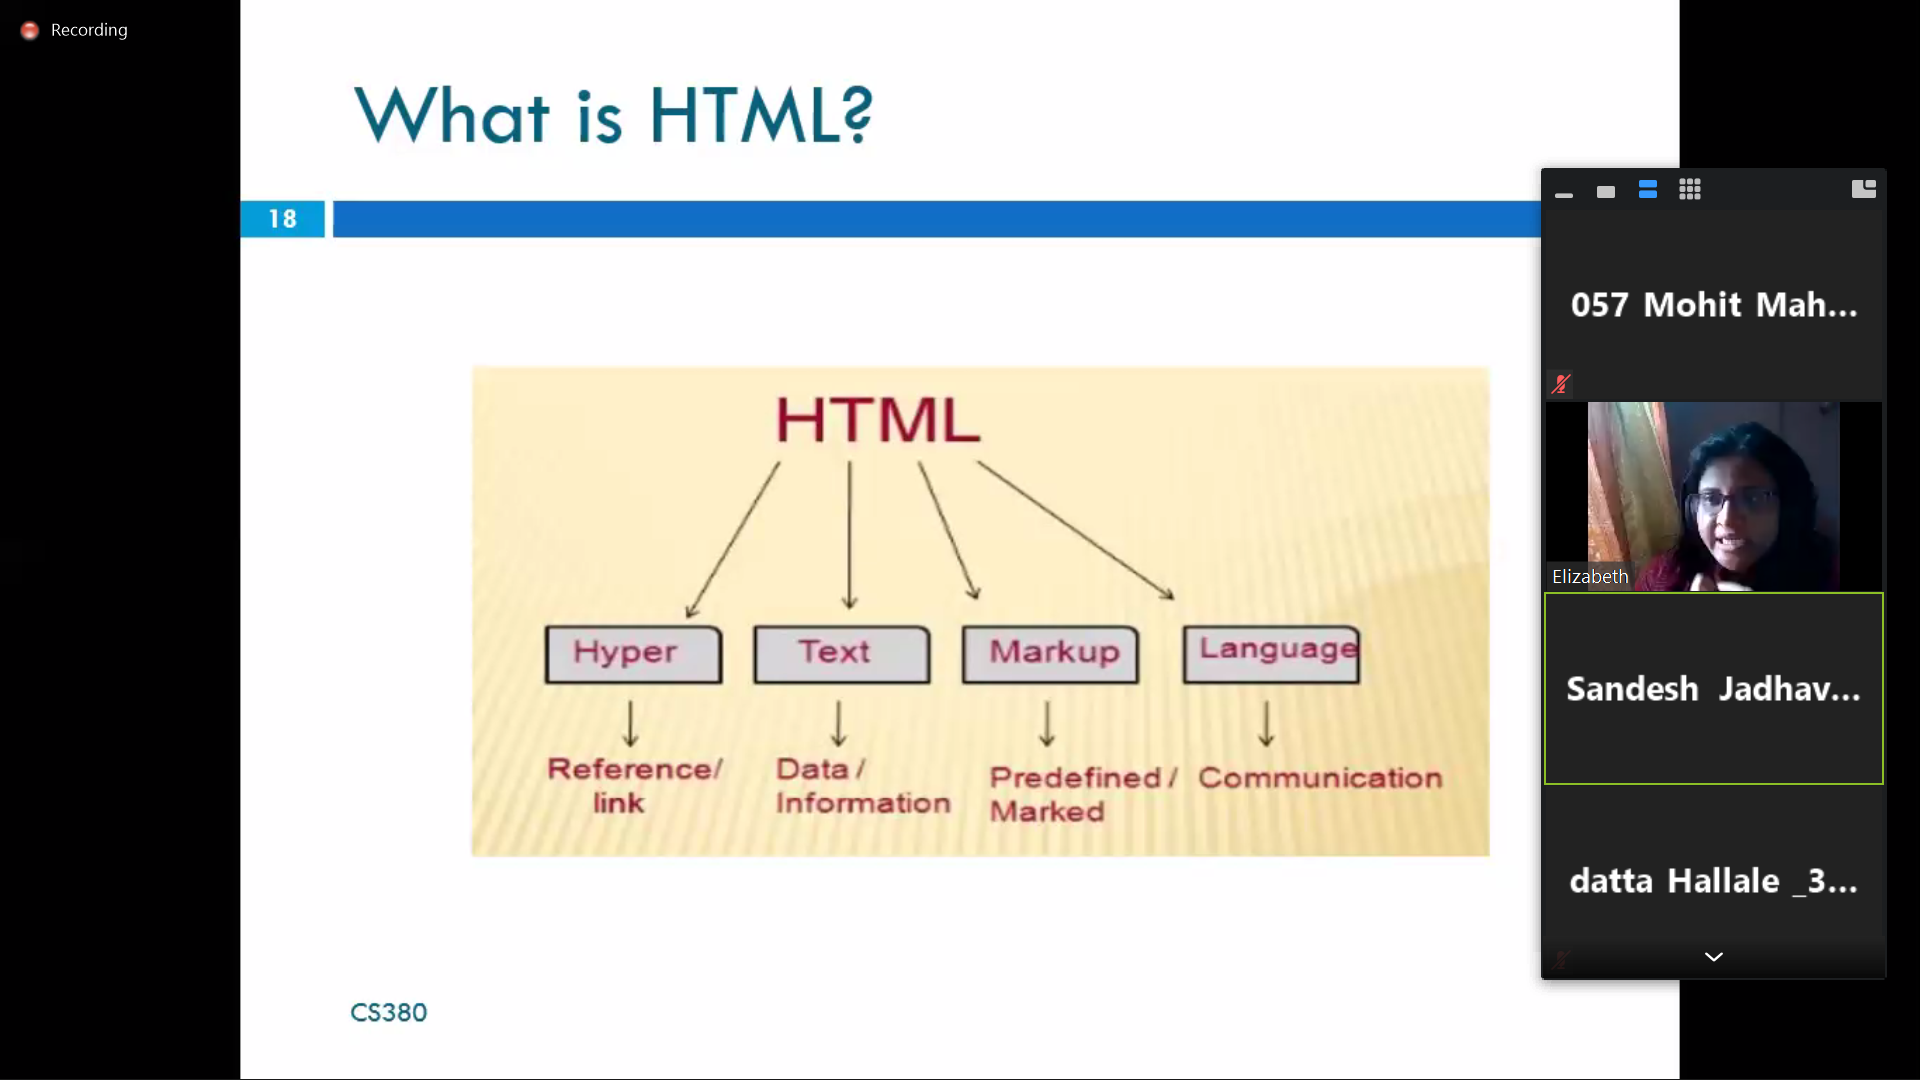 Recording
What is HTML?
18
HTML
Hyper Text Markup Language
Reference/ link
Data / Information
Predefined / Marked
Communication
CS380
057 Mohit Mah...
Elizabeth
Sandesh Jadhav...
datta Hallale _3...